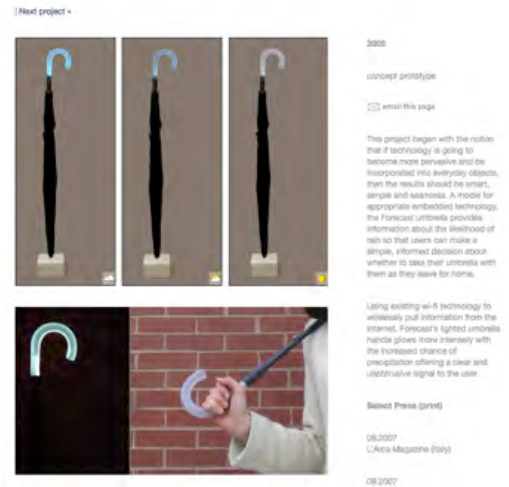 Next project »
2005
concept prototype
email this page
This project began with the notion
that if technology is going to
become more pervasive and be
incorporated into everyday objects,
then the results should be smart,
simple and seamless. A model for
appropriate embedded technology,
the Forecast umbrella provides
information about the likelihood of
rain so that users can make a
simple, informed decision about
whether to take their umbrella with
them as they leave for home.
Using existing wi-fi technology to
wirelessly pull information from the
internet, Forecast's lighted umbrella
handle glows more intensely with
the increased chance of
precipitation offering a clear and
unobtrusive signal to the user.
Select Press (print)
09.2007
L'Arca Magazine (Italy)
09.2007